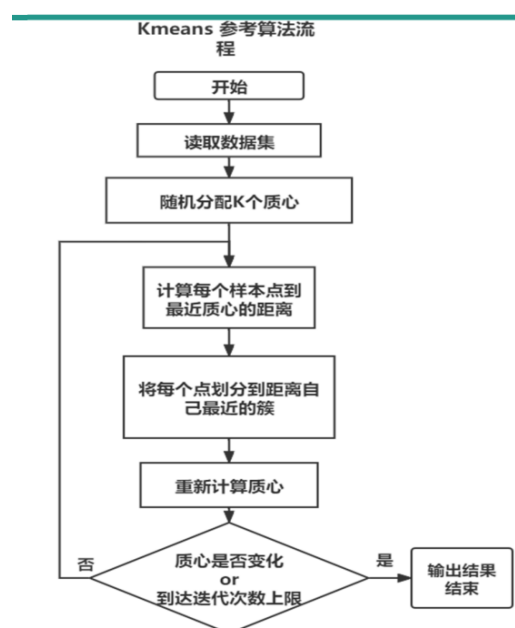 Kmeans 参考算法流
程
开始
读取数据集
随机分配K个质心
计算每个样本点到
最近质心的距离
将每个点划分到距离自
己最近的簇
重新计算质心
否
质心是否变化
or
到达迭代次数上限
是
输出结果
结束